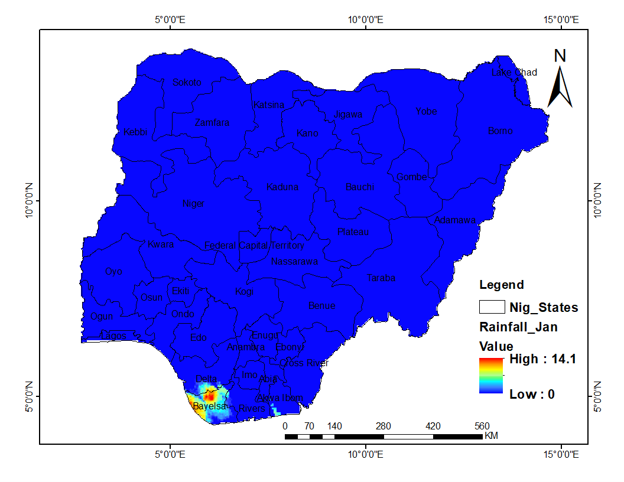 5°0'0"E 10°0'0"E 15°0'0"E
N
Lake Chad
Sokoto
Katsina
Jigawa
Yobe
Zamfara
Kebbi
Kano
Borno
Gombe
Kaduna
Bauchi
10°0'0"N 10°0'0"N
Niger
Adamawa
Plateau
Kwara
Federal Capital Territory
Nassarawa
Oyo
Taraba
Ekiti
Kogi
Osun
Benue
Ogun
Ondo
Lagos
Edo
Enugu
Anambra
Ebonyi
Cross River
Imo
Abia
Delta
Akwa Ibom
Bayelsa
Rivers
5°0'0"N 5°0'0"N
Legend
Nig_States
Rainfall_Jan
Value
High : 14.1
Low : 0
0 70 140 280 420 560
KM
5°0'0"E 10°0'0"E 15°0'0"E